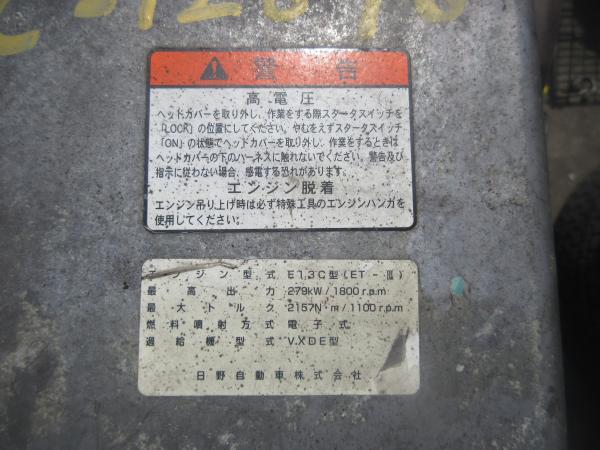 警告
高電圧
ヘッドカバーを取り外し、作業をする際スタータスイッチを
「LOCK」の位置にしてください。やむをえずスタータスイッチ
「ON」の状態でヘッドカバーを取り外し、作業をするときは
ヘッドカバーの下のハーネスに触れないでください。警告及び
指示に従わない場合、感電する恐れがあります。
エンジン脱着
エンジン吊り上げ時は必ず特殊工具のエンジンハンガを
使用してください。
エンジン型式 E13C型(ET-Ⅲ)
最高出力 279kW/1800r.p.m
最大トルク 2157N·m/1100r.p.m
燃料噴射方式 電子式
過給機型式 VXDE型
日野自動車株式会社